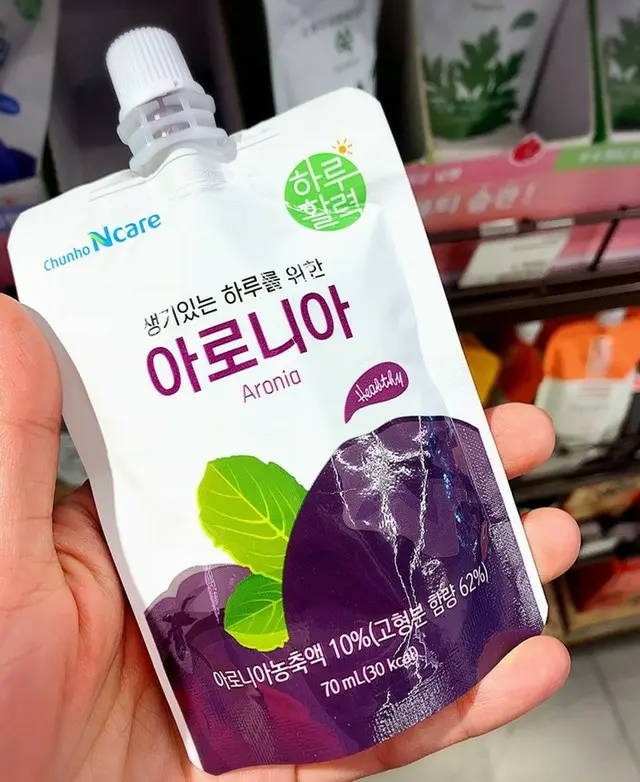 Chunho Ncare
하루
활력
생기있는 하루를 위한
아로니아
Aronia
Healthy
아로니아농축액 10%(고형분 함량 62%)
70 mL(30 kcal)